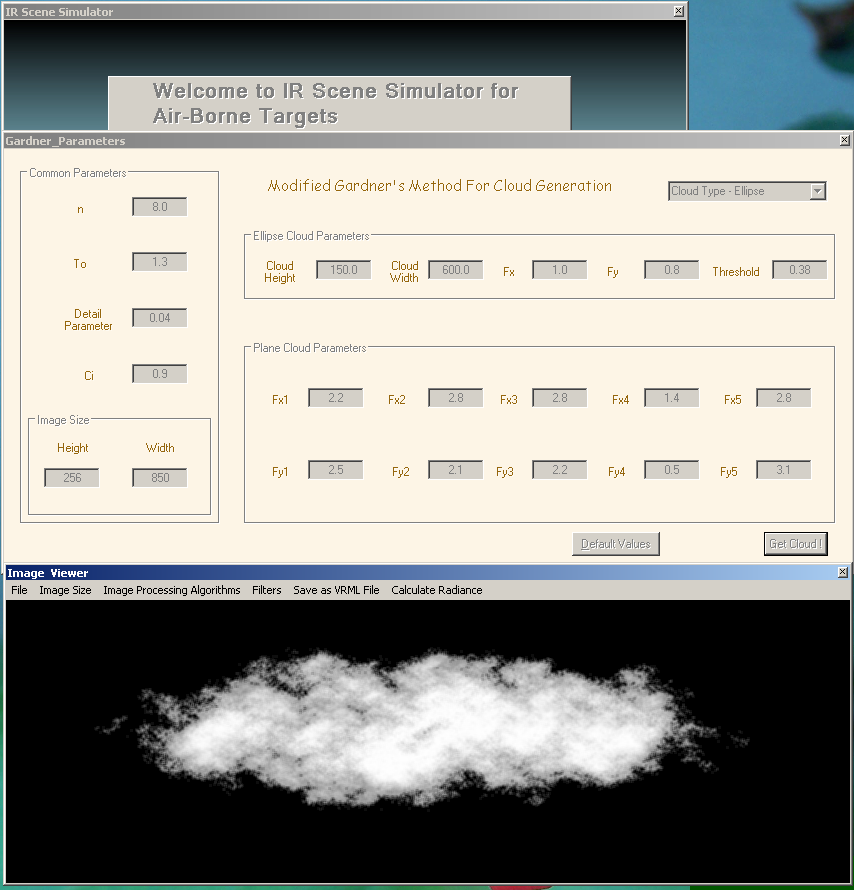 IR Scene Simulator
Welcome to IR Scene Simulator for
Air-Borne Targets
Gardner_Parameters
Common Parameters
n 8.0
To 1.3
Detail
Parameter 0.04
Ci 0.9
Image Size
Height Width
256 850
Modified Gardner's Method For Cloud Generation
Cloud Type - Ellipse
Ellipse Cloud Parameters
Cloud
Height 150.0
Cloud
Width 600.0
Fx 1.0
Fy 0.8
Threshold 0.38
Plane Cloud Parameters
Fx1 2.2 Fx2 2.8 Fx3 2.8 Fx4 1.4 Fx5 2.8
Fy1 2.5 Fy2 2.1 Fy3 2.2 Fy4 0.5 Fy5 3.1
Default Values Get Cloud !
Image Viewer
File Image Size Image Processing Algorithms Filters Save as VRML File Calculate Radiance